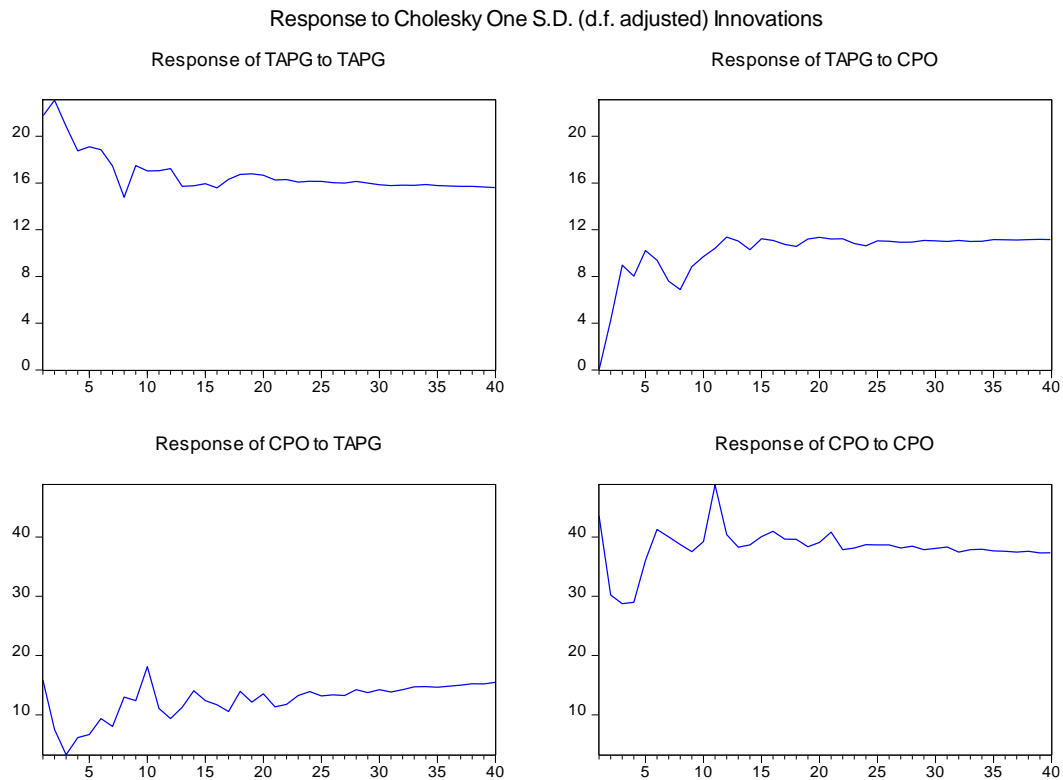 Response to Cholesky One S.D. (d.f. adjusted) Innovations
Response of TAPG to TAPG
20
16
12
8
4
0
5 10 15 20 25 30 35 40
Response of TAPG to CPO
20
16
12
8
4
0
5 10 15 20 25 30 35 40
Response of CPO to TAPG
40
30
20
10
5 10 15 20 25 30 35 40
Response of CPO to CPO
40
30
20
10
5 10 15 20 25 30 35 40